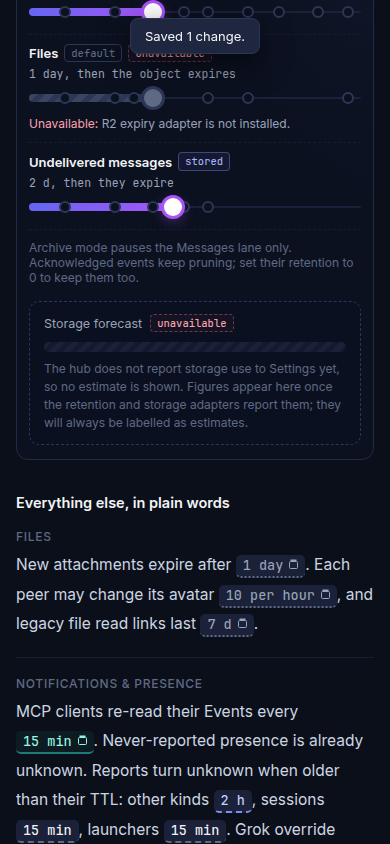 Saved 1 change.
Files default unavailable
1 day, then the object expires
Unavailable: R2 expiry adapter is not installed.
Undelivered messages stored
2 d, then they expire
Archive mode pauses the Messages lane only.
Acknowledged events keep pruning; set their retention to
0 to keep them too.
Storage forecast unavailable
The hub does not report storage use to Settings yet,
so no estimate is shown. Figures appear here once
the retention and storage adapters report them; they
will always be labelled as estimates.
Everything else, in plain words
FILES
New attachments expire after 1 day. Each
peer may change its avatar 10 per hour, and
legacy file read links last 7 d.
NOTIFICATIONS & PRESENCE
MCP clients re-read their Events every
15 min. Never-reported presence is already
unknown. Reports turn unknown when older
than their TTL: other kinds 2 h, sessions
15 min, launchers 15 min. Grok override